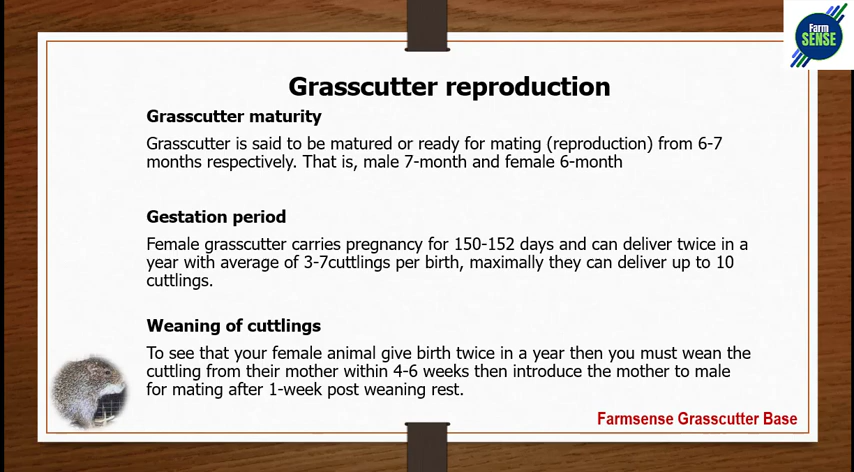 Farm
SENSE
Grasscutter reproduction
Grasscutter maturity
Grasscutter is said to be matured or ready for mating (reproduction) from 6-7
months respectively. That is, male 7-month and female 6-month
Gestation period
Female grasscutter carries pregnancy for 150-152 days and can deliver twice in a
year with average of 3-7cuttlings per birth, maximally they can deliver up to 10
cuttlings.
Weaning of cuttlings
To see that your female animal give birth twice in a year then you must wean the
cuttling from their mother within 4-6 weeks then introduce the mother to male
for mating after 1-week post weaning rest.
Farmsense Grasscutter Base